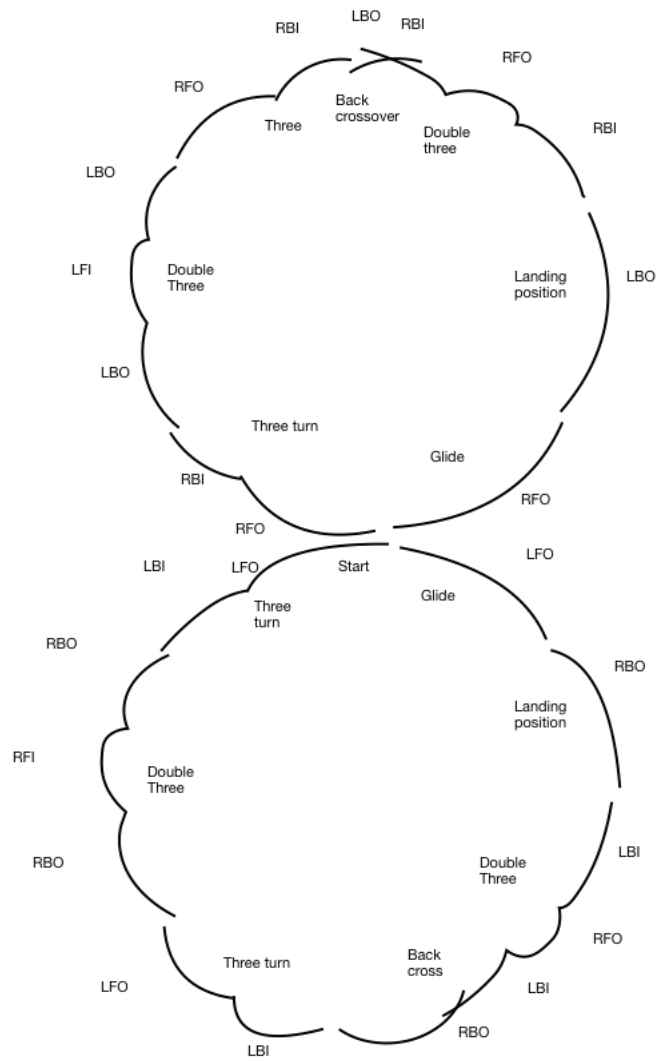 LBO
RBI
RBI
RFO
RFO
Back
crossover
Three
Double
three
RBI
LBO
LFI
Double
Three
Landing
position
LBO
LBO
Three turn
Glide
RBI
RFO
RFO
LFO
LBI
LFO
Start
Glide
Three
turn
RBO
RBO
Landing
position
RFI
Double
Three
RBO
Double
Three
LBI
RFO
Back
cross
Three turn
LFO
LBI
RBO
LBI